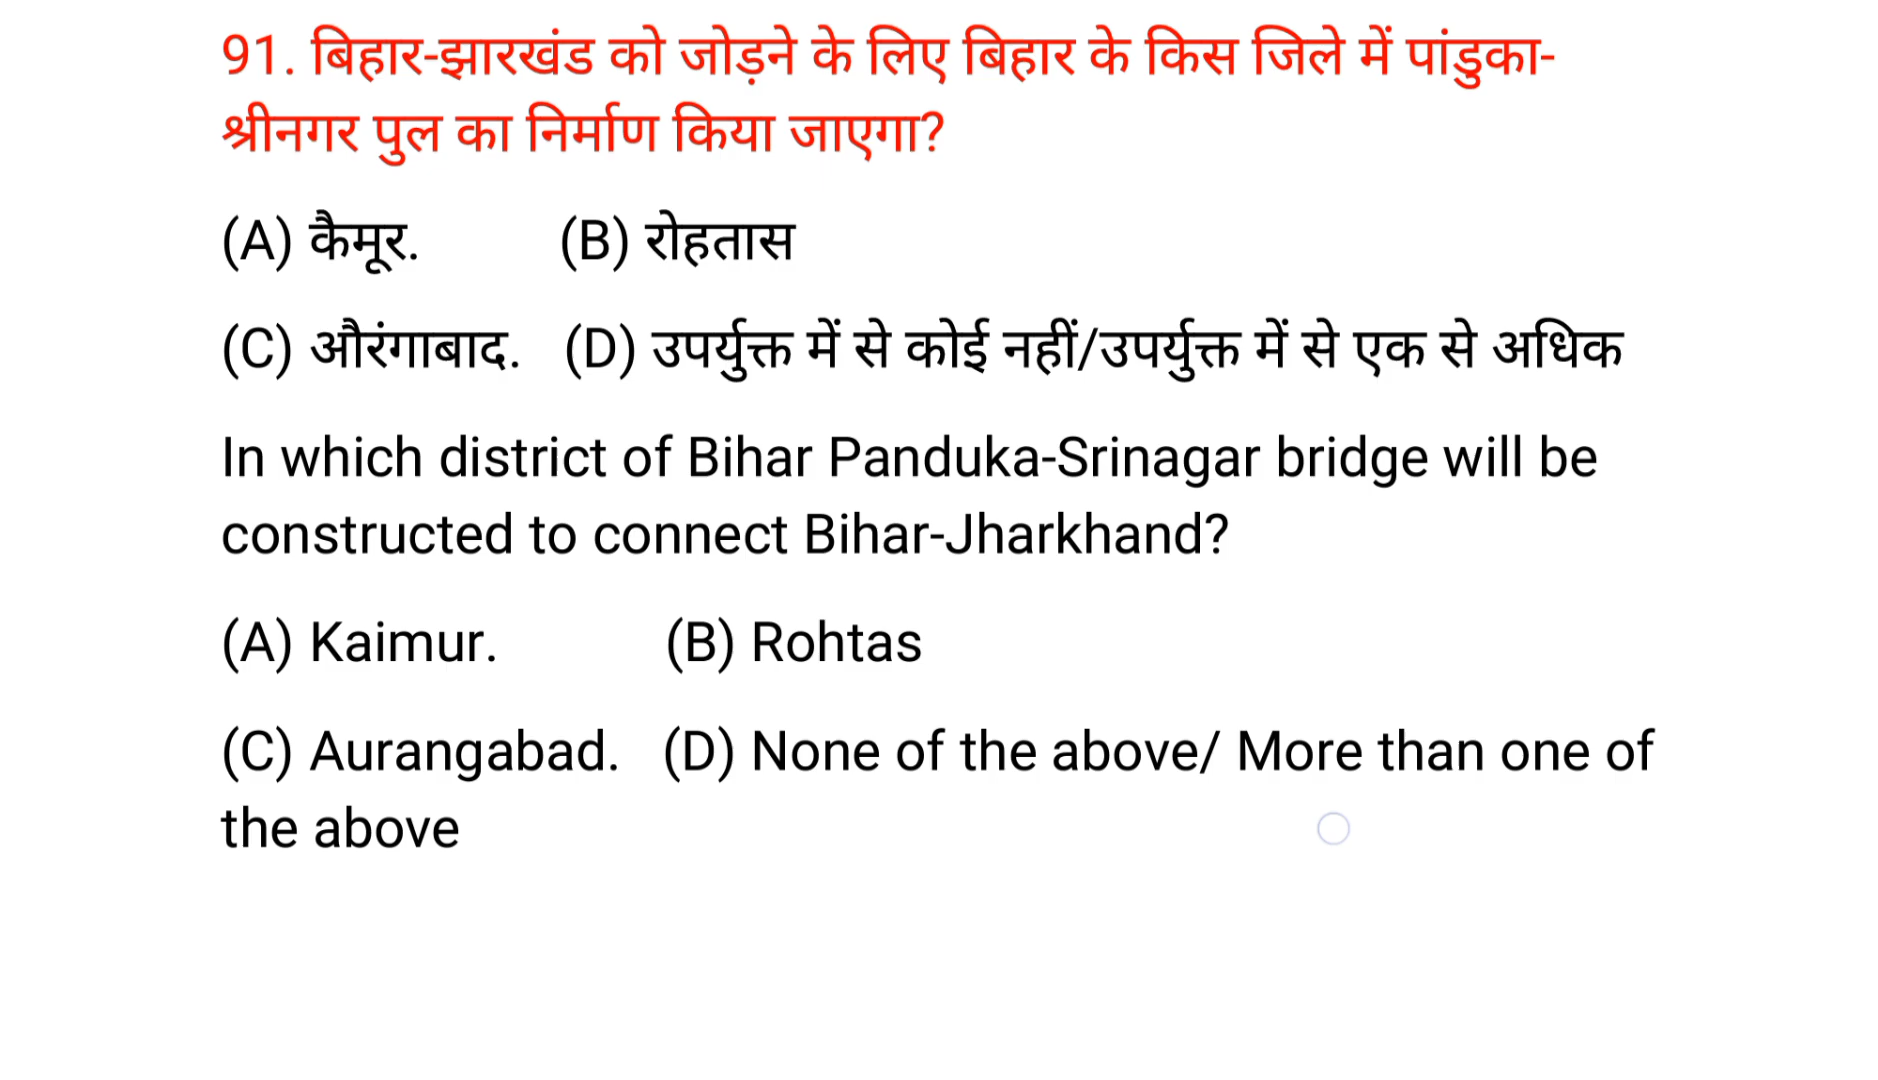 91. बिहार-झारखंड को जोड़ने के लिए बिहार के किस जिले में पांडुका-
श्रीनगर पुल का निर्माण किया जाएगा?
(A) कैमूर. (B) रोहतास
(C) औरंगाबाद. (D) उपर्युक्त में से कोई नहीं/उपर्युक्त में से एक से अधिक
In which district of Bihar Panduka-Srinagar bridge will be
constructed to connect Bihar-Jharkhand?
(A) Kaimur. (B) Rohtas
(C) Aurangabad. (D) None of the above/ More than one of
the above